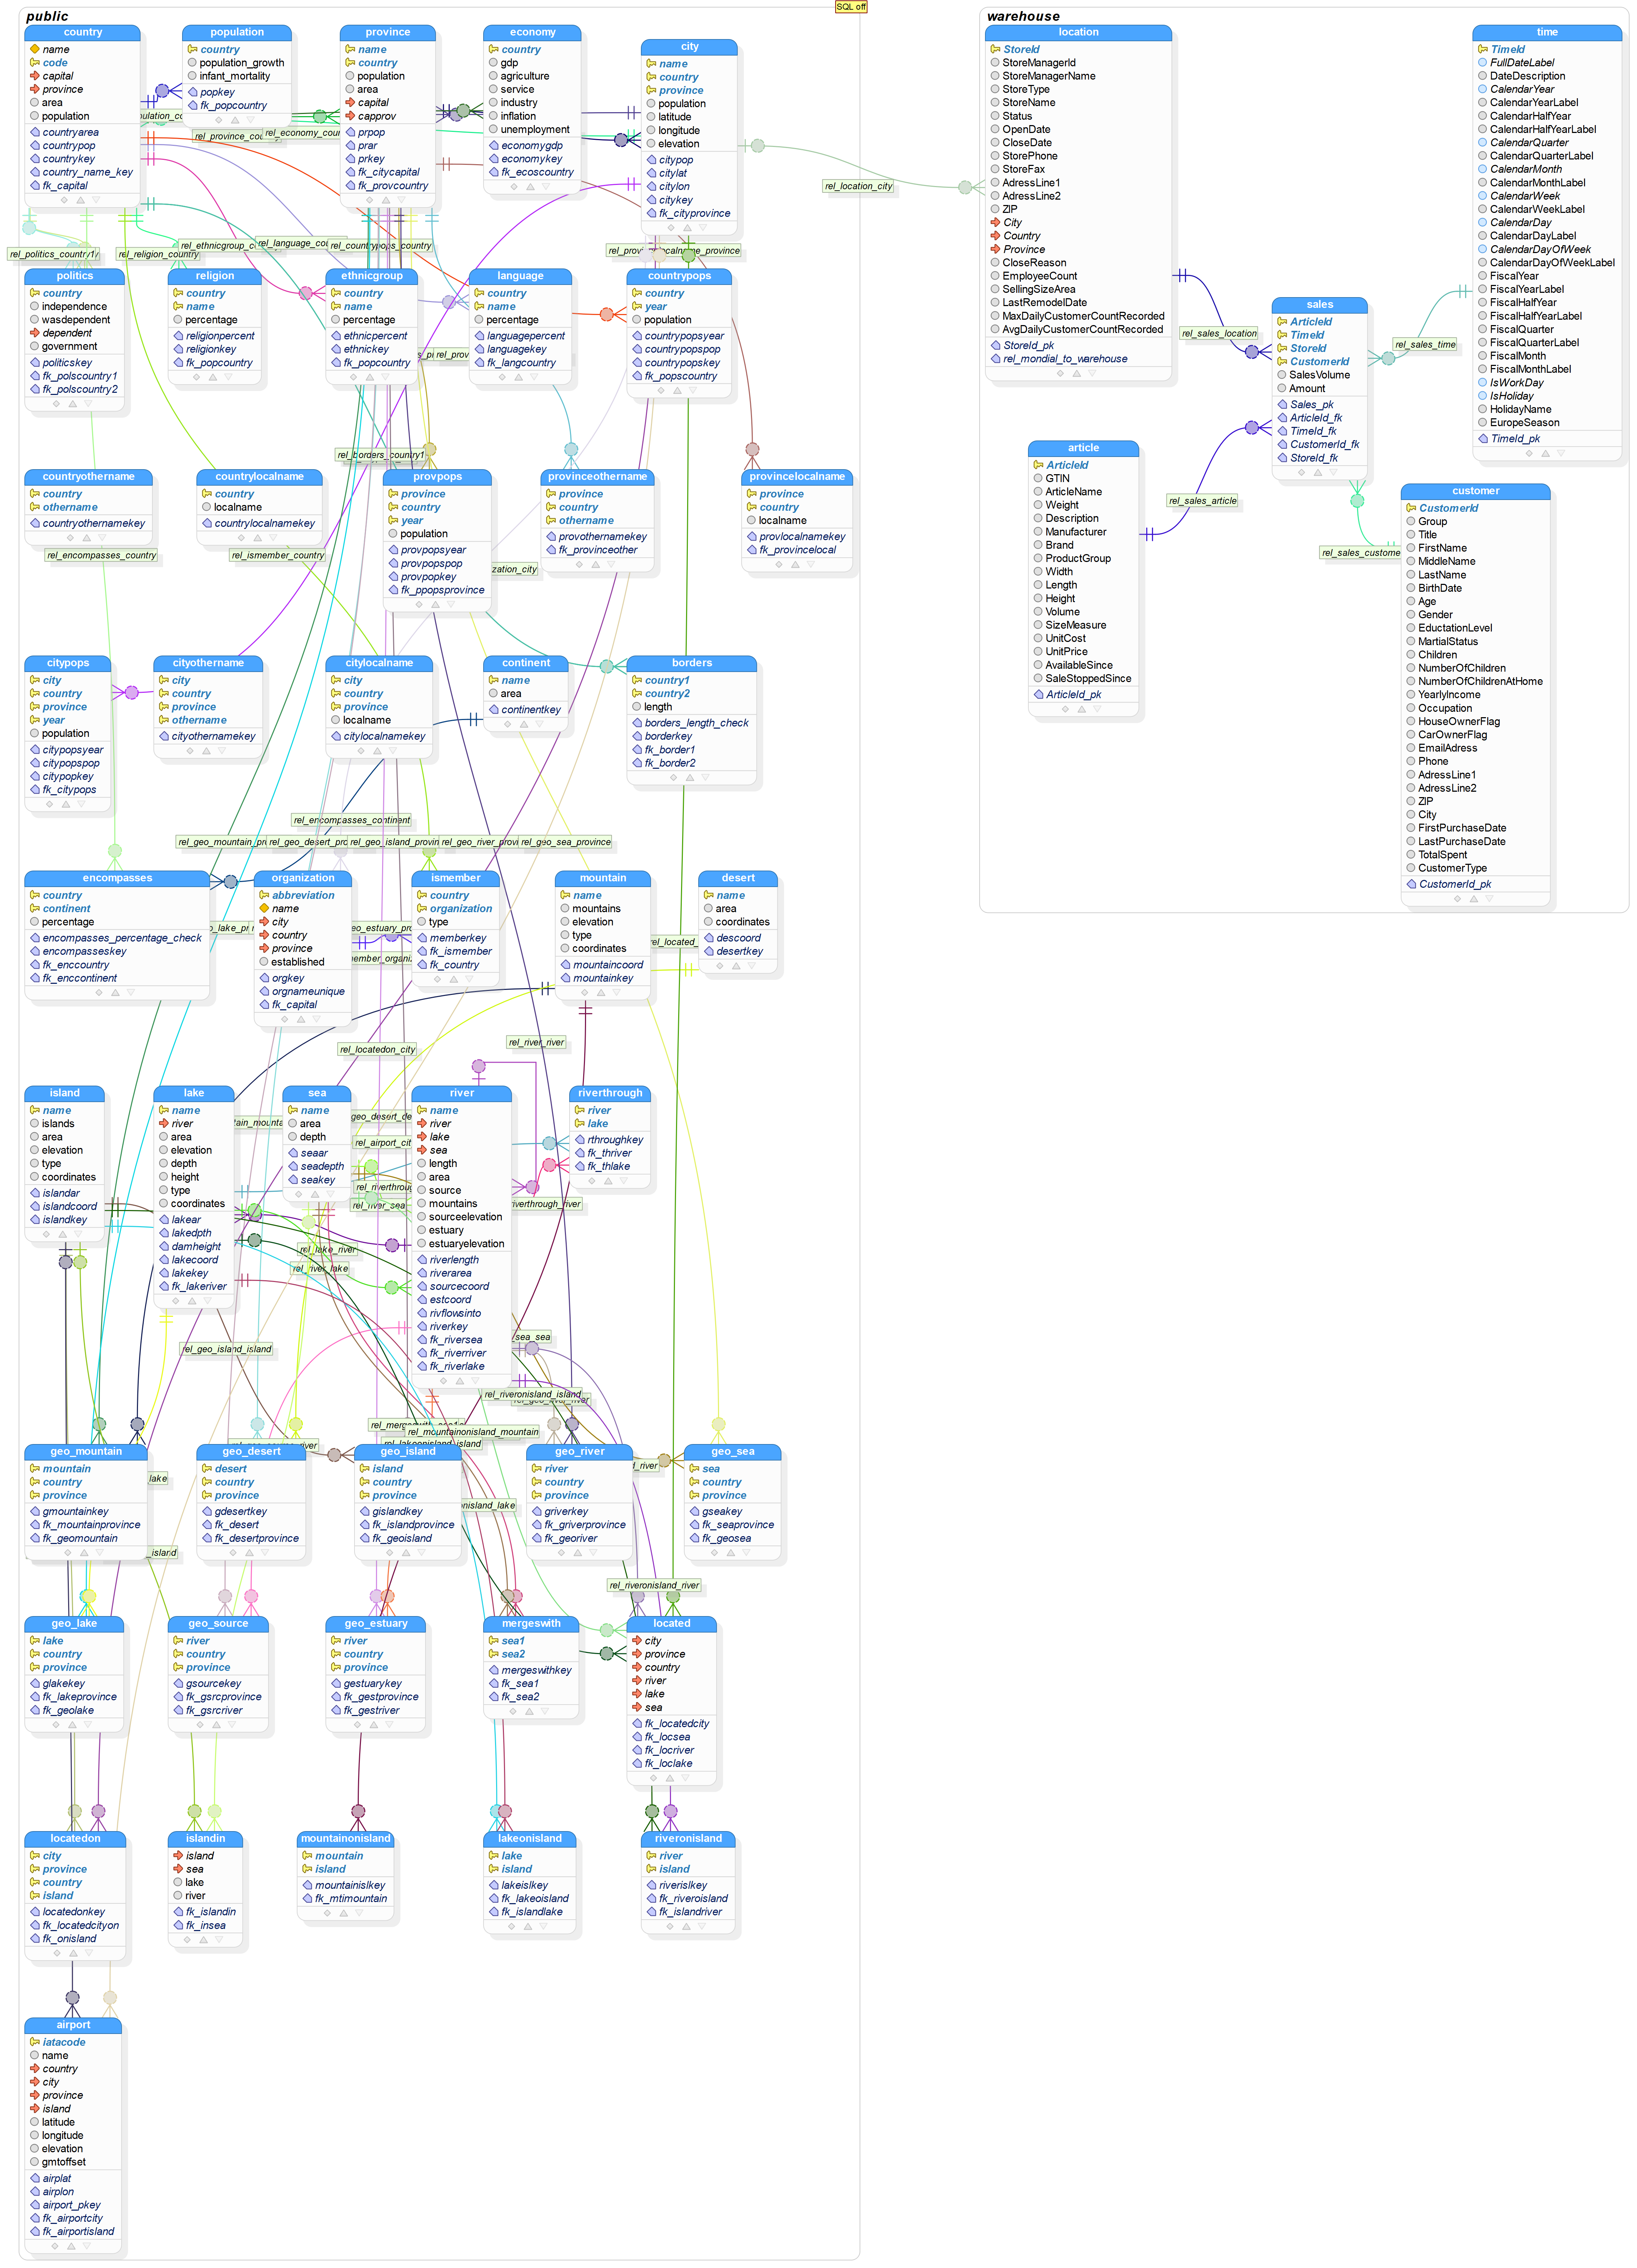 SQL off
public
country
name
code
capital
province
area
population
countryarea
countrypop
countrykey
country_name_key
fk_capital
population
country
population_growth
infant_mortality
popkey
fk_popcountry
province
name
country
population
area
capital
capprov
prpop
prar
prkey
fk_citycapital
fk_provcountry
economy
country
gdp
agriculture
service
industry
inflation
unemployment
economygdp
economykey
fk_ecoscountry
city
name
country
province
population
latitude
longitude
elevation
citypop
citylat
citylon
citykey
fk_cityprovince
rel_location_city
rel_politics_country1
rel_religion_country
politics
country
independence
wasdependent
dependent
government
politicskey
fk_polscountry1
fk_polscountry2
religion
country
name
percentage
religionpercent
religionkey
fk_popcountry
ethnicgroup
country
name
percentage
ethnicpercent
ethnickey
fk_popcountry
language
country
name
percentage
languagepercent
languagekey
fk_langcountry
countrypops
country
year
population
countrypopsyear
countrypopspop
countrypopskey
fk_popscountry
rel_borders_country1
countryothername
country
othername
countryothernamekey
countrylocalname
country
localname
countrylocalnamekey
provpops
province
country
year
population
provpopsyear
provpopspop
provpopkey
fk_ppopsprovince
provinceothername
province
country
othername
provothernamekey
fk_provinceother
provincelocalname
province
country
localname
provlocalnamekey
fk_provincelocal
rel_encompasses_country
rel_ismember_country
citypops
city
country
province
year
population
citypopsyear
citypopspop
citypopkey
fk_citypops
cityothername
city
country
province
othername
cityothernamekey
citylocalname
city
country
province
localname
citylocalnamekey
continent
name
area
continentkey
borders
country1
country2
length
borders_length_check
borderkey
fk_border1
fk_border2
rel_encompasses_continent
rel_geo_sea_province
encompasses
country
continent
percentage
encompasses_percentage_check
encompasseskey
fk_enccountry
fk_enccontinent
organization
abbreviation
name
city
country
province
established
orgkey
orgnameunique
fk_capital
ismember
country
organization
type
memberkey
fk_ismember
fk_country
mountain
name
mountains
elevation
type
coordinates
mountaincoord
mountainkey
desert
name
area
coordinates
descoord
desertkey
rel_locatedon_city
rel_river_river
island
name
islands
area
elevation
type
coordinates
islandar
islandcoord
islandkey
lake
name
river
area
elevation
depth
height
type
coordinates
lakear
lakedpth
damheight
lakecoord
lakekey
fk_lakeriver
sea
name
area
depth
seaar
seadepth
seakey
river
name
river
lake
sea
length
area
source
mountains
sourceelevation
estuary
estuaryelevation
riverlength
riverarea
sourcecoord
estcoord
rivflowsinto
riverkey
fk_riversea
fk_riverriver
fk_riverlake
riverthrough
river
lake
rthroughkey
fk_thriver
fk_thlake
rel_river_sea
rel_lake_river
rel_river_lake
rel_geo_island_island
rel_riveronisland_island
rel_mountainonisland_mountain
geo_mountain
mountain
country
province
gmountainkey
fk_mountainprovince
fk_geomountain
geo_desert
desert
country
province
gdesertkey
fk_desert
fk_desertprovince
geo_island
island
country
province
gislandkey
fk_islandprovince
fk_geoisland
geo_river
river
country
province
griverkey
fk_griverprovince
fk_georiver
geo_sea
sea
country
province
gseakey
fk_seaprovince
fk_geosea
rel_riveronisland_river
geo_lake
lake
country
province
glakekey
fk_lakeprovince
fk_geolake
geo_source
river
country
province
gsourcekey
fk_gsrcprovince
fk_gsrcriver
geo_estuary
river
country
province
gestuarykey
fk_gestprovince
fk_gestriver
mergeswith
sea1
sea2
mergeswithkey
fk_sea1
fk_sea2
located
city
province
country
river
lake
sea
fk_locatedcity
fk_locsea
fk_locriver
fk_loclake
locatedon
city
province
country
island
locatedonkey
fk_locatedcityon
fk_onisland
islandin
island
sea
lake
river
fk_islandin
fk_insea
mountainonisland
mountain
island
mountainislkey
fk_mtimountain
lakeonisland
lake
island
lakeislkey
fk_lakeoisland
fk_islandlake
riveronisland
river
island
riverislkey
fk_riveroisland
fk_islandriver
airport
iatacode
name
country
city
province
island
latitude
longitude
elevation
gmtoffset
airplat
airplon
airport_pkey
fk_airportcity
fk_airportisland
warehouse
location
StoreId
StoreManagerId
StoreManagerName
StoreType
StoreName
Status
OpenDate
CloseDate
StorePhone
StoreFax
AdressLine1
AdressLine2
ZIP
City
Country
Province
CloseReason
EmployeeCount
SellingSizeArea
LastRemodelDate
MaxDailyCustomerCountRecorded
AvgDailyCustomerCountRecorded
StoreId_pk
rel_mondial_to_warehouse
time
TimeId
FullDateLabel
DateDescription
CalendarYear
CalendarYearLabel
CalendarHalfYear
CalendarHalfYearLabel
CalendarQuarter
CalendarQuarterLabel
CalendarMonth
CalendarMonthLabel
CalendarWeek
CalendarWeekLabel
CalendarDay
CalendarDayLabel
CalendarDayOfWeek
CalendarDayOfWeekLabel
FiscalYear
FiscalYearLabel
FiscalHalfYear
FiscalHalfYearLabel
FiscalQuarter
FiscalQuarterLabel
FiscalMonth
FiscalMonthLabel
IsWorkDay
IsHoliday
HolidayName
EuropeSeason
TimeId_pk
rel_sales_location
rel_sales_time
sales
ArticleId
TimeId
StoreId
CustomerId
SalesVolume
Amount
Sales_pk
ArticleId_fk
TimeId_fk
CustomerId_fk
StoreId_fk
article
ArticleId
GTIN
ArticleName
Weight
Description
Manufacturer
Brand
ProductGroup
Width
Length
Height
Volume
SizeMeasure
UnitCost
UnitPrice
AvailableSince
SaleStoppedSince
ArticleId_pk
rel_sales_article
rel_sales_custome
customer
CustomerId
Group
Title
FirstName
MiddleName
LastName
BirthDate
Age
Gender
EductationLevel
MartialStatus
Children
NumberOfChildren
NumberOfChildrenAtHome
YearlyIncome
Occupation
HouseOwnerFlag
CarOwnerFlag
EmailAdress
Phone
AdressLine1
AdressLine2
ZIP
City
FirstPurchaseDate
LastPurchaseDate
TotalSpent
CustomerType
CustomerId_pk